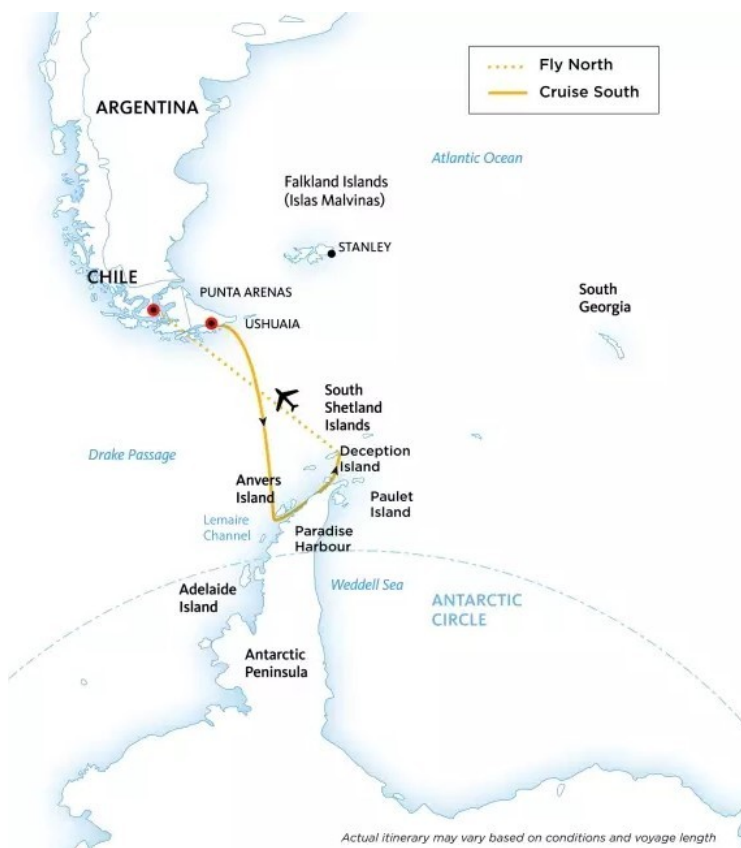 Fly North
Cruise South
ARGENTINA
Atlantic Ocean
Falkland Islands
(Islas Malvinas)
STANLEY
CHILE
PUNTA ARENAS
USHUAIA
South
Georgia
South
Shetland
Islands
Drake Passage
Deception
Island
Anvers
Island
Paulet
Island
Lemaire
Channel
Paradise
Harbour
Adelaide
Island
Weddell Sea
ANTARCTIC
CIRCLE
Antarctic
Peninsula
Actual itinerary may vary based on conditions and voyage length